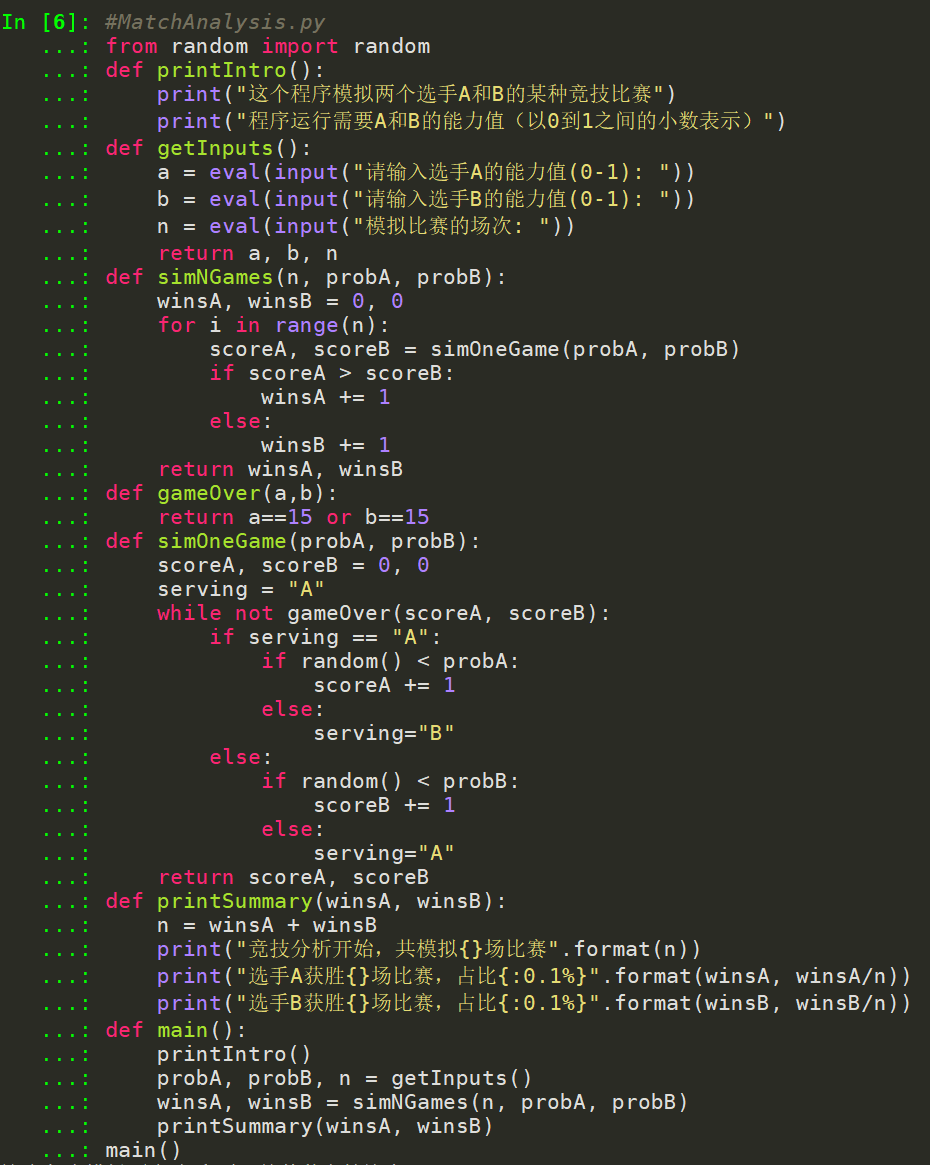 In [6]: #MatchAnalysis.py
   ...: from random import random
   ...: def printIntro():
   ...:     print("这个程序模拟两个选手A和B的某种竞技比赛")
   ...:     print("程序运行需要A和B的能力值（以0到1之间的小数表示）")
   ...: def getInputs():
   ...:     a = eval(input("请输入选手A的能力值(0-1): "))
   ...:     b = eval(input("请输入选手B的能力值(0-1): "))
   ...:     n = eval(input("模拟比赛的场次: "))
   ...:     return a, b, n
   ...: def simNGames(n, probA, probB):
   ...:     winsA, winsB = 0, 0
   ...:     for i in range(n):
   ...:         scoreA, scoreB = simOneGame(probA, probB)
   ...:         if scoreA > scoreB:
   ...:             winsA += 1
   ...:         else:
   ...:             winsB += 1
   ...:     return winsA, winsB
   ...: def gameOver(a,b):
   ...:     return a==15 or b==15
   ...: def simOneGame(probA, probB):
   ...:     scoreA, scoreB = 0, 0
   ...:     serving = "A"
   ...:     while not gameOver(scoreA, scoreB):
   ...:         if serving == "A":
   ...:             if random() < probA:
   ...:                 scoreA += 1
   ...:             else:
   ...:                 serving="B"
   ...:         else:
   ...:             if random() < probB:
   ...:                 scoreB += 1
   ...:             else:
   ...:                 serving="A"
   ...:     return scoreA, scoreB
   ...: def printSummary(winsA, winsB):
   ...:     n = winsA + winsB
   ...:     print("竞技分析开始，共模拟{}场比赛".format(n))
   ...:     print("选手A获胜{}场比赛，占比{:0.1%}".format(winsA, winsA/n))
   ...:     print("选手B获胜{}场比赛，占比{:0.1%}".format(winsB, winsB/n))
   ...: def main():
   ...:     printIntro()
   ...:     probA, probB, n = getInputs()
   ...:     winsA, winsB = simNGames(n, probA, probB)
   ...:     printSummary(winsA, winsB)
   ...: main()